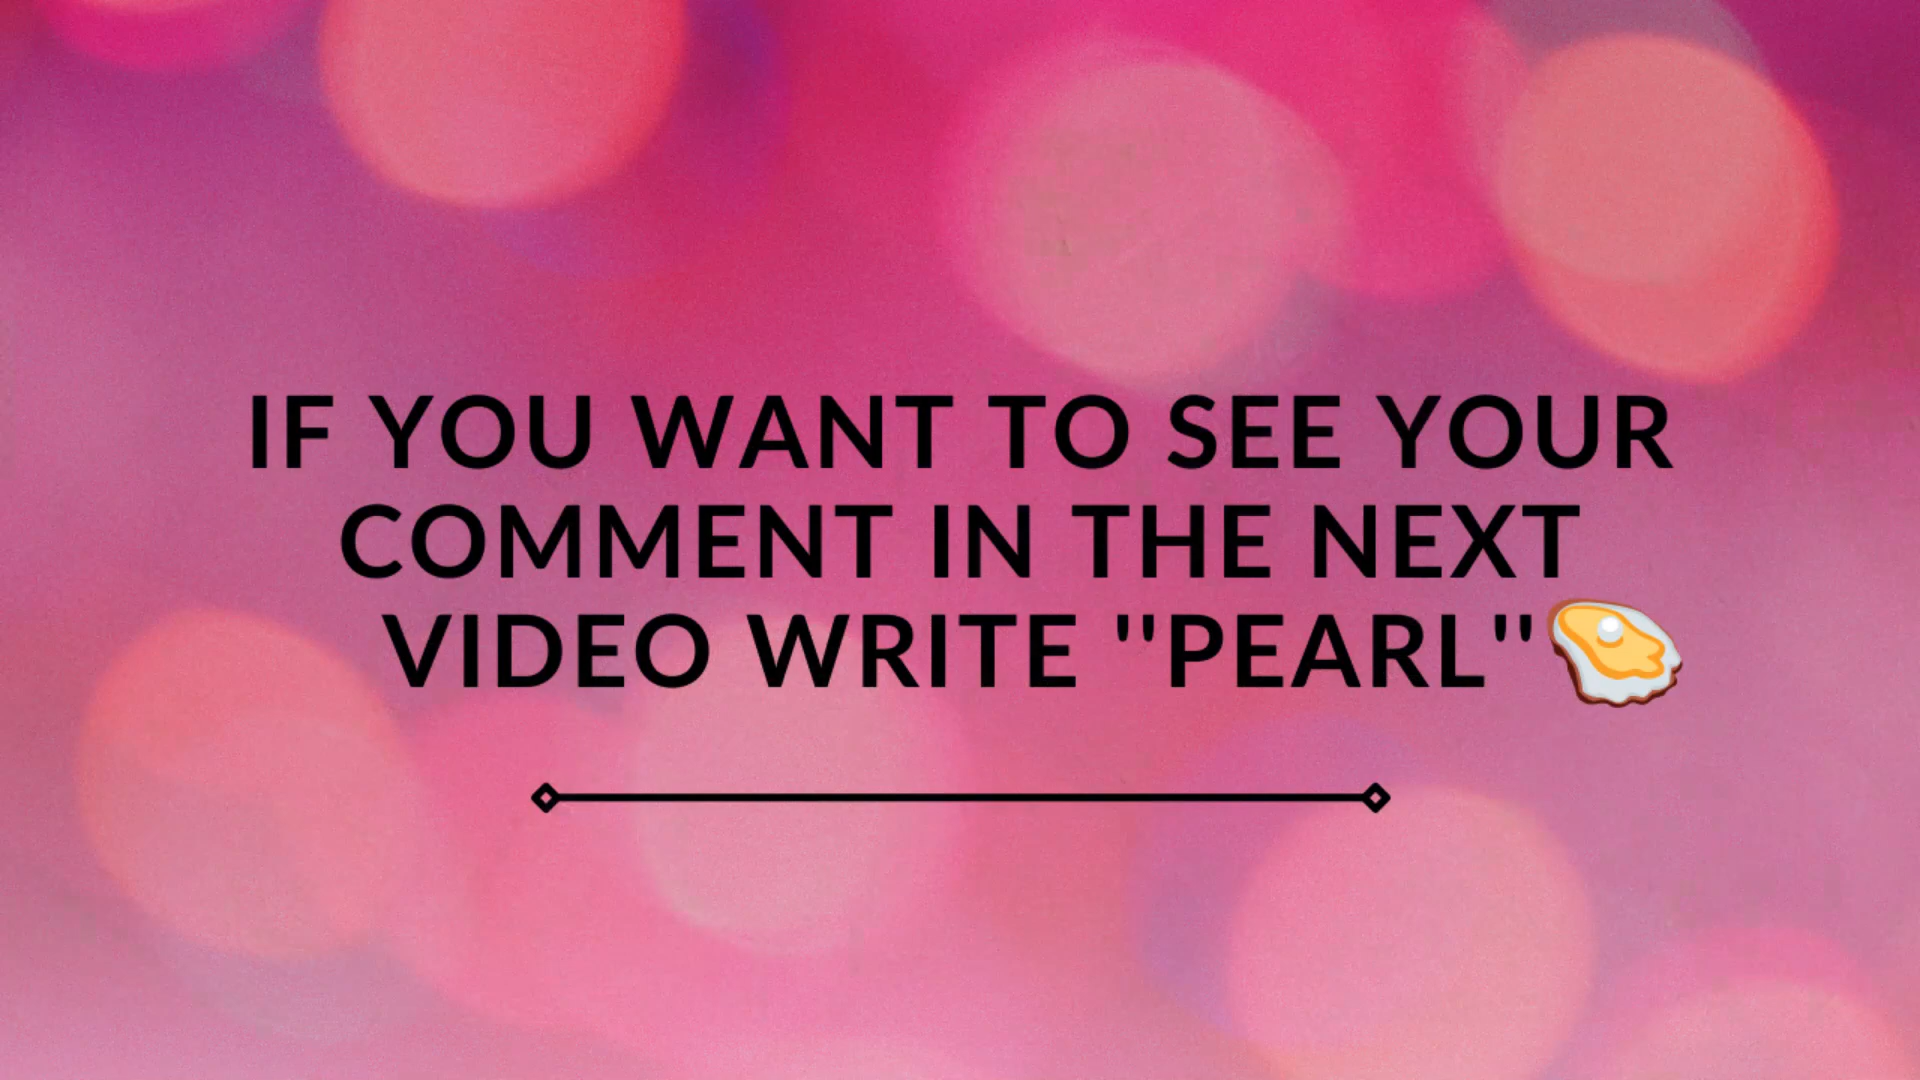 IF YOU WANT TO SEE YOUR
COMMENT IN THE NEXT
VIDEO WRITE "PEARL"🦪